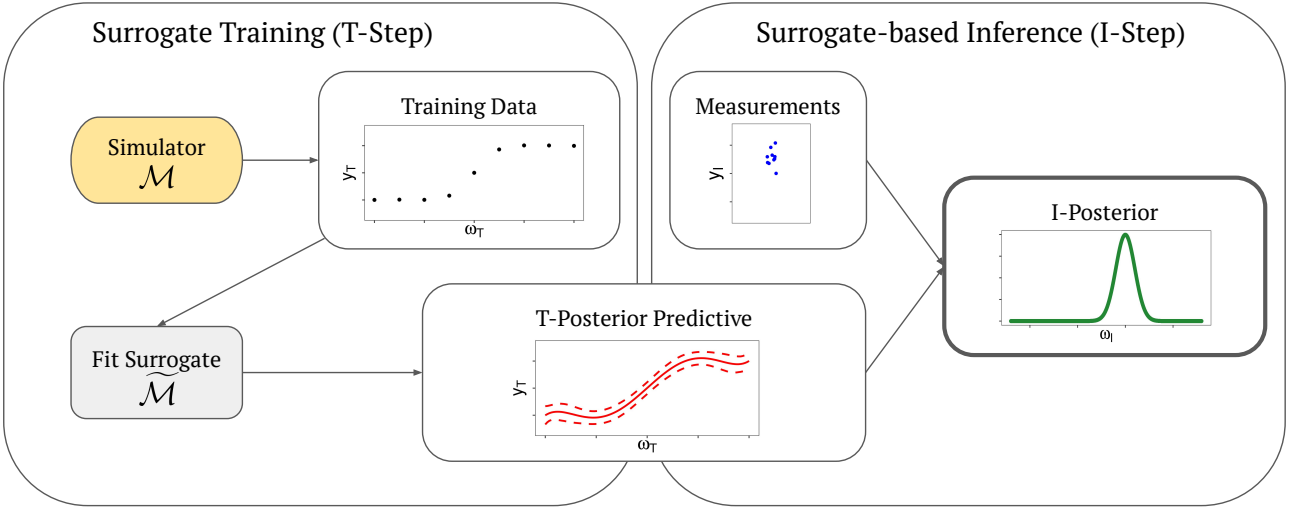 Surrogate Training (T-Step)
Simulator
ℳ
Training Data
y_T
ω_T
Fit Surrogate
ℳ̃
T-Posterior Predictive
y_T
ω_T
Surrogate-based Inference (I-Step)
Measurements
y_I
I-Posterior
ω_I